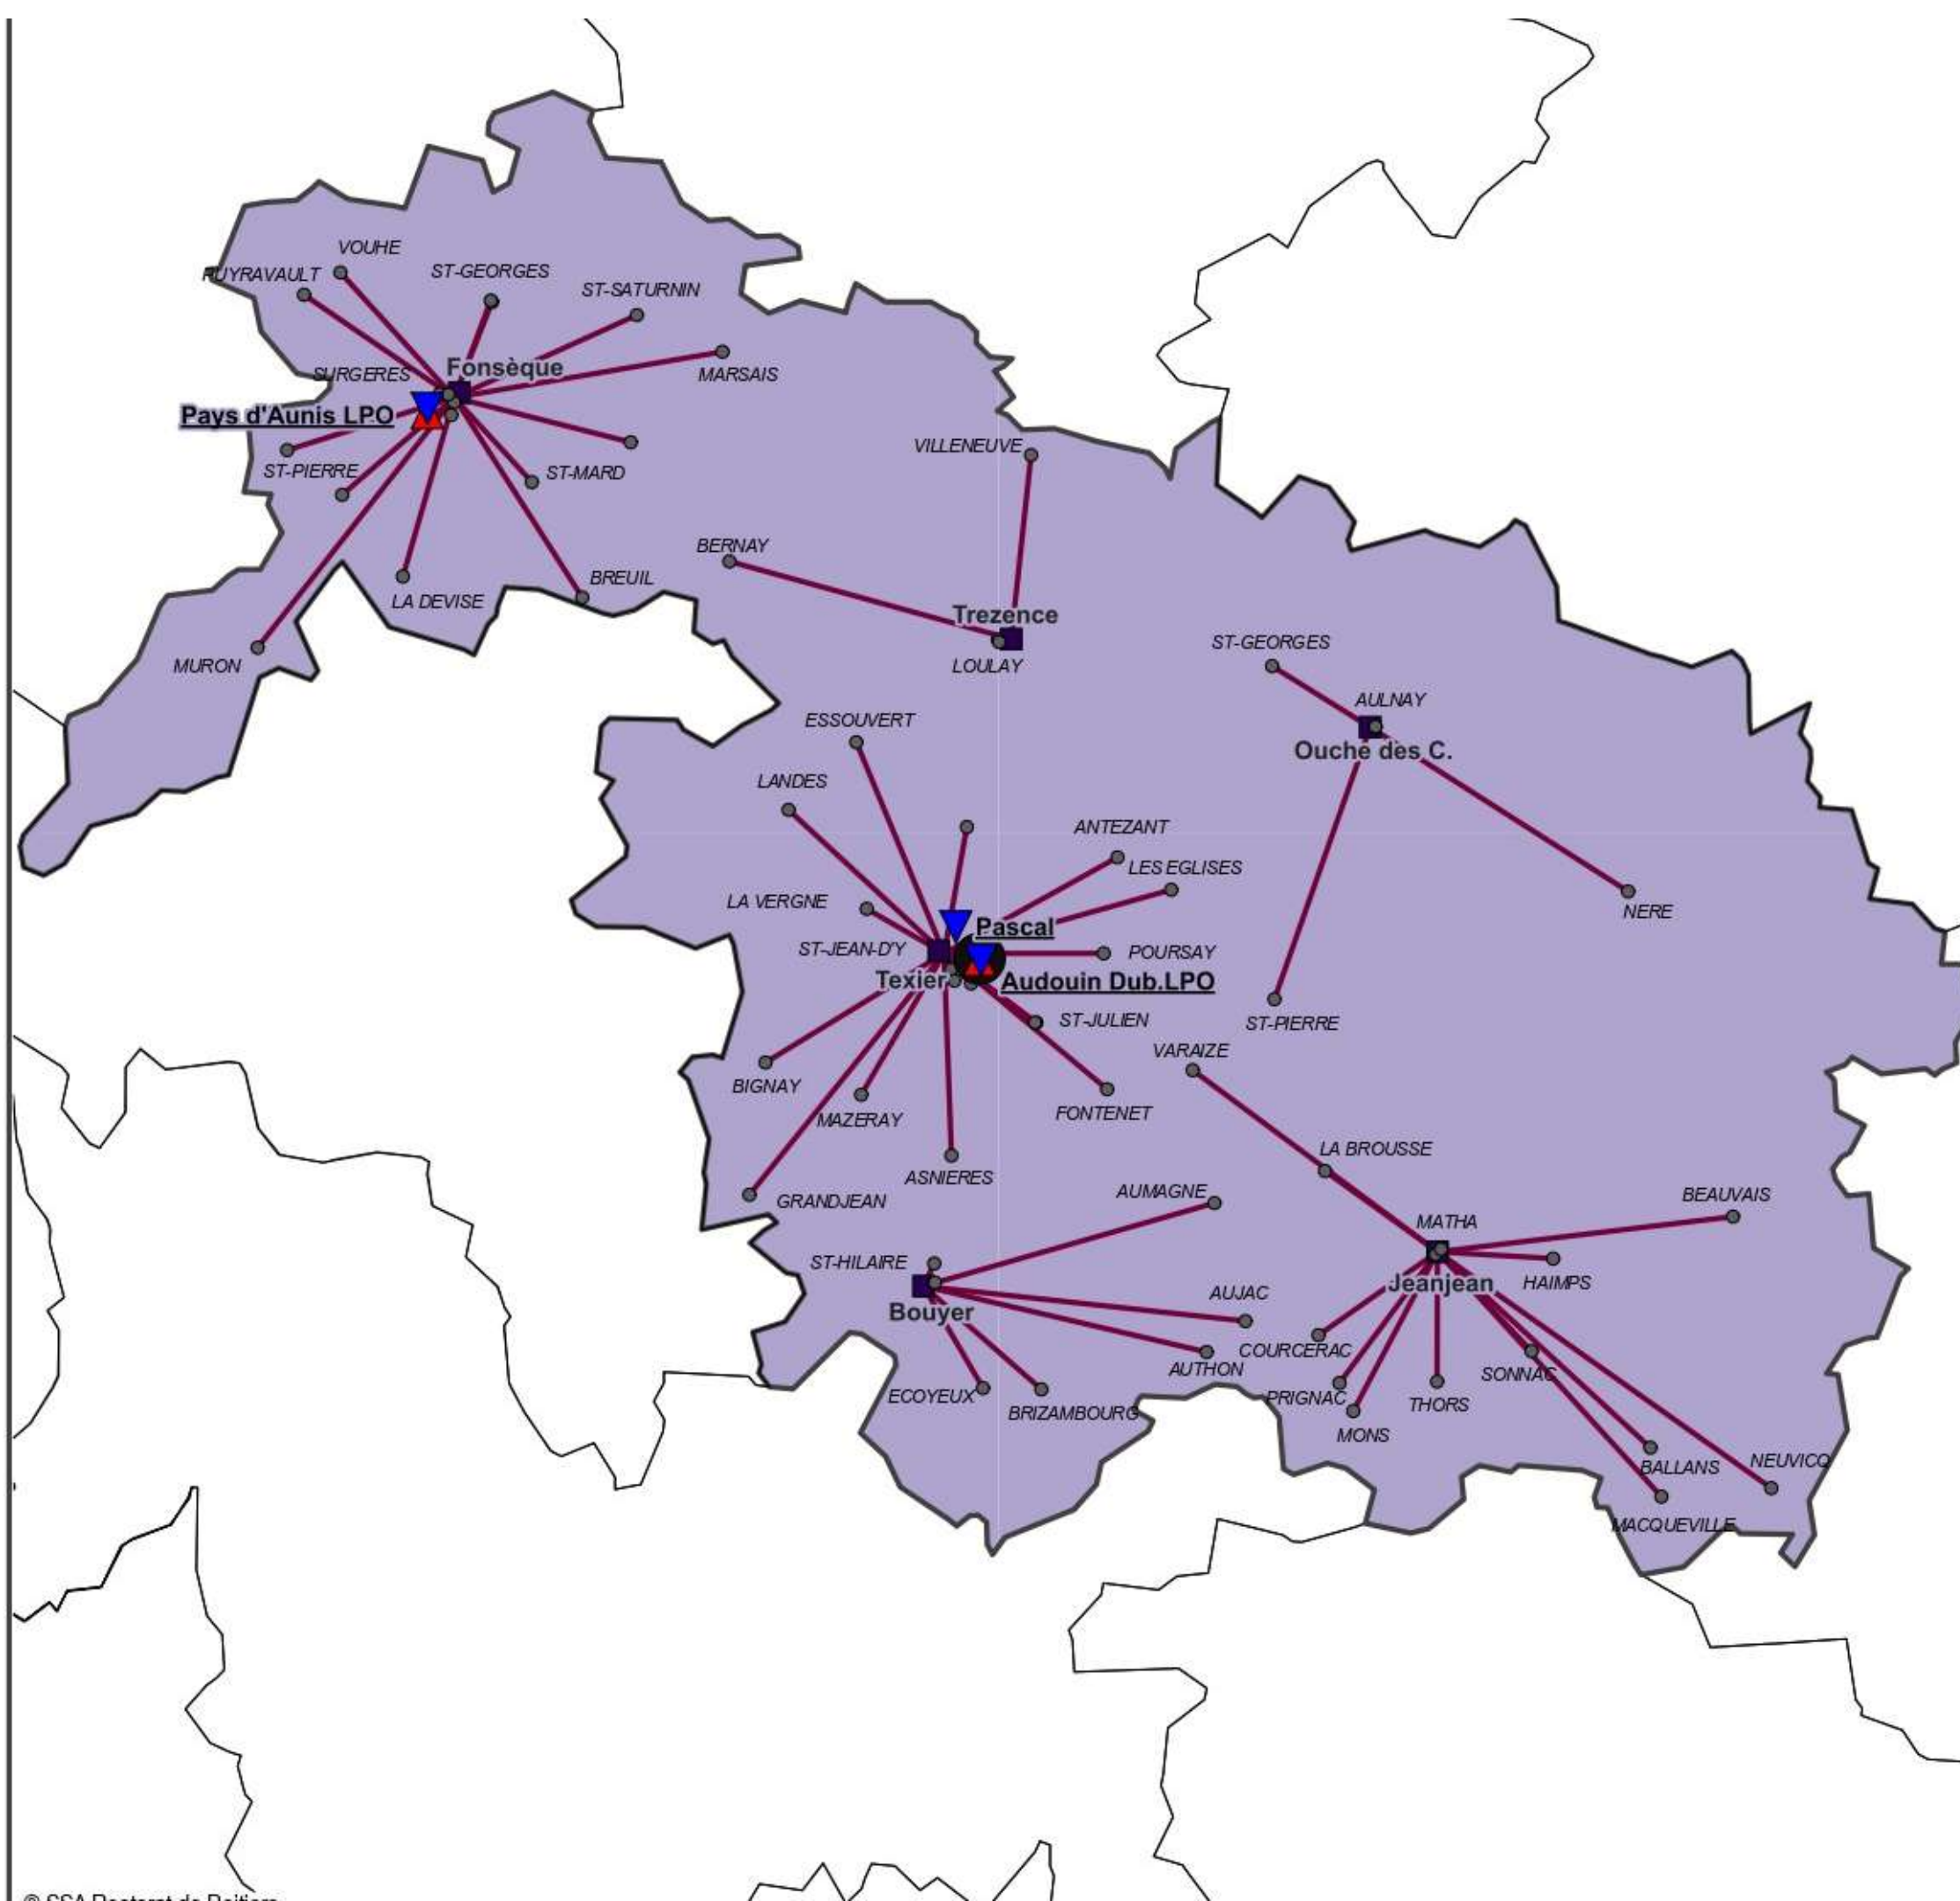 VOUHE
PUYRAVAULT
ST-GEORGES
ST-SATURNIN
Fonsèque
SURGERES
MARSAIS
Pays d'Aunis LPO
VILLENEUVE
ST-PIERRE
ST-MARD
BERNAY
BREUIL
LA DEVISE
Trezence
ST-GEORGES
MURON
LOULAY
AULNAY
ESSOUVERT
Ouche des C.
LANDES
ANTEZANT
LES EGLISES
LA VERGNE
NERE
Pascal
ST-JEAN-D'Y
POURSAY
Texier
Audouin Dub.LPO
ST-JULIEN
ST-PIERRE
VARAIZE
BIGNAY
FONTENET
MAZERAY
LA BROUSSE
ASNIERES
AUMAGNE
BEAUVAIS
GRANDJEAN
MATHA
ST-HILAIRE
HAIMPS
Jeanjean
AUJAC
Bouyer
COURCERAC
AUTHON
SONNAC
ECOYEUX
PRIGNAC
THORS
BRIZAMBOURG
MONS
NEUVICQ
BALLANS
MACQUEVILLE
© SSA Rectorat de Poitiers